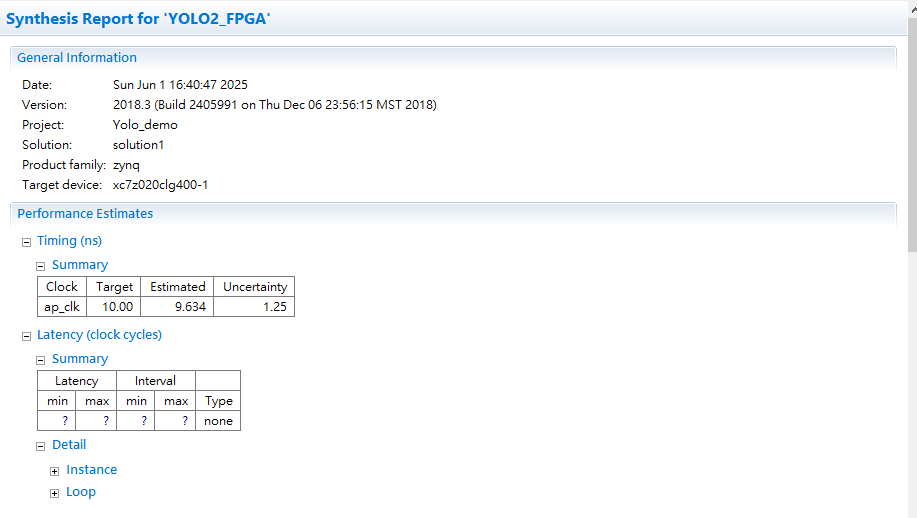 Synthesis Report for 'YOLO2_FPGA'
General Information
Date: Sun Jun 1 16:40:47 2025
Version: 2018.3 (Build 2405991 on Thu Dec 06 23:56:15 MST 2018)
Project: Yolo_demo
Solution: solution1
Product family: zynq
Target device: xc7z020clg400-1
Performance Estimates
Timing (ns)
Summary
Clock Target Estimated Uncertainty
ap_clk 10.00 9.634 1.25
Latency (clock cycles)
Summary
Latency Interval
min max min max Type
? ? ? ? none
Detail
Instance
Loop